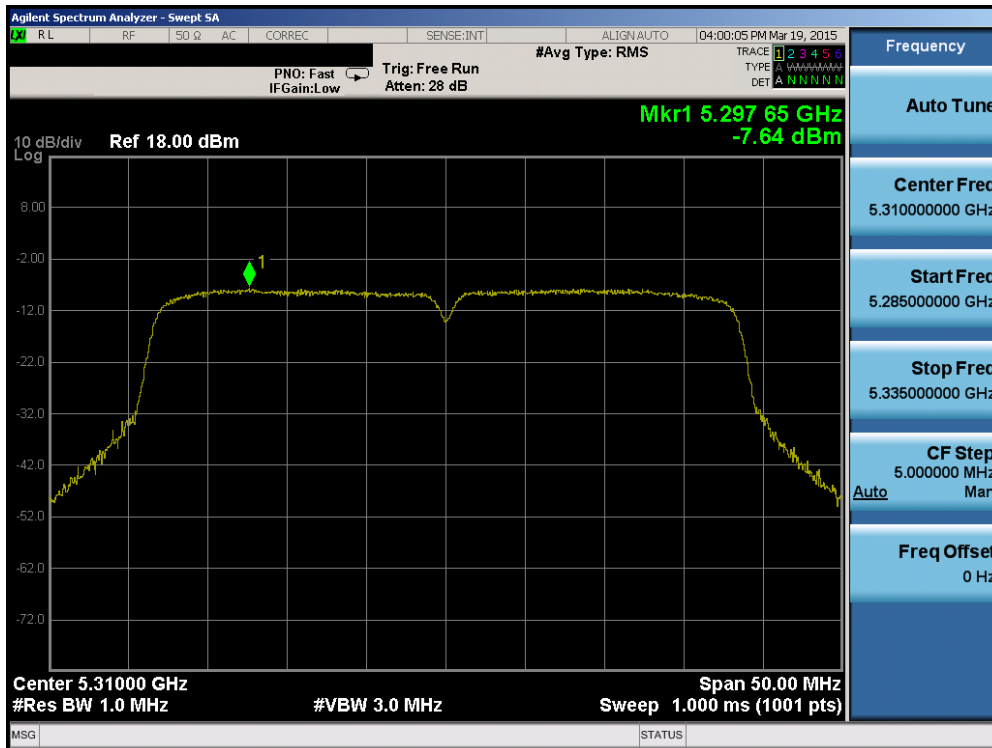 Agilent Spectrum Analyzer - Swept SA
LXI RL RF 50 Ω AC CORREC SENSE:INT ALIGN AUTO 04:00:05 PM Mar 19, 2015
#Avg Type: RMS TRACE 1 2 3 4 5 6
PNO: Fast Trig: Free Run TYPE A WWWWW
IFGain:Low Atten: 28 dB DET A N N N N N
Mkr1 5.297 65 GHz
-7.64 dBm
10 dB/div Ref 18.00 dBm
Log
8.00
1
-2.00
-12.0
-22.0
-32.0
-42.0
-52.0
-62.0
-72.0
Center 5.31000 GHz Span 50.00 MHz
#Res BW 1.0 MHz #VBW 3.0 MHz Sweep 1.000 ms (1001 pts)
MSG STATUS
Frequency
Auto Tune
Center Freq
5.310000000 GHz
Start Freq
5.285000000 GHz
Stop Freq
5.335000000 GHz
CF Step
5.000000 MHz
Auto Man
Freq Offset
0 Hz